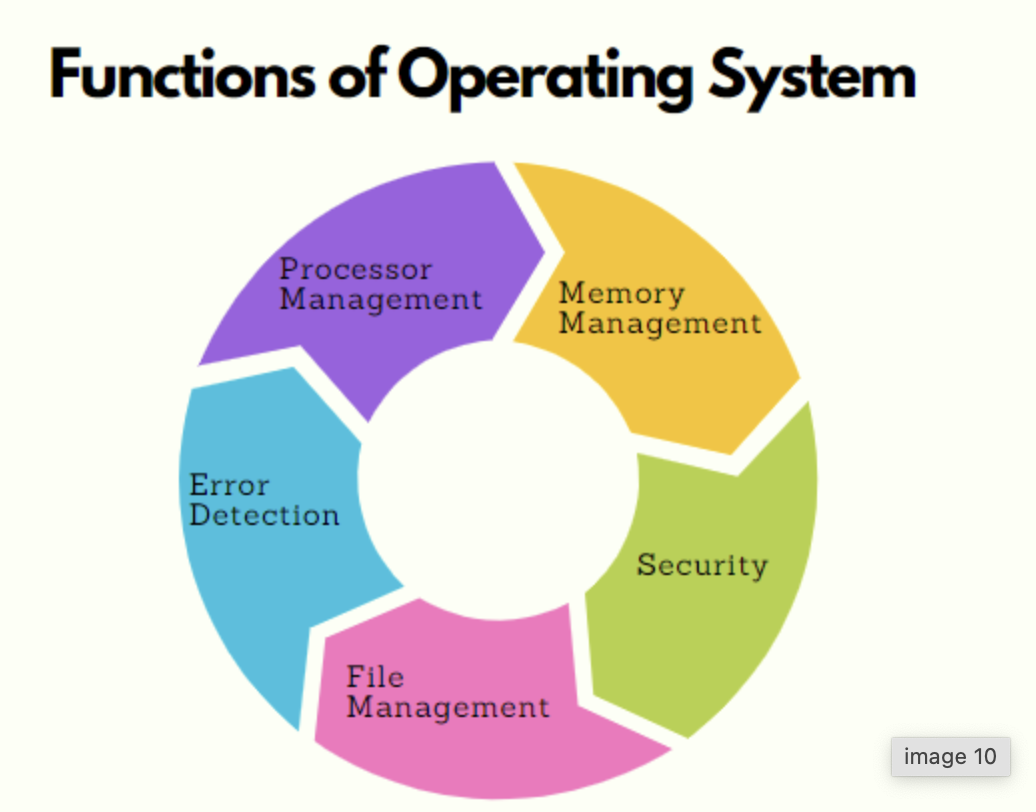 Functions of Operating System
Processor
Management
Memory
Management
Error
Detection
Security
File
Management
image 10